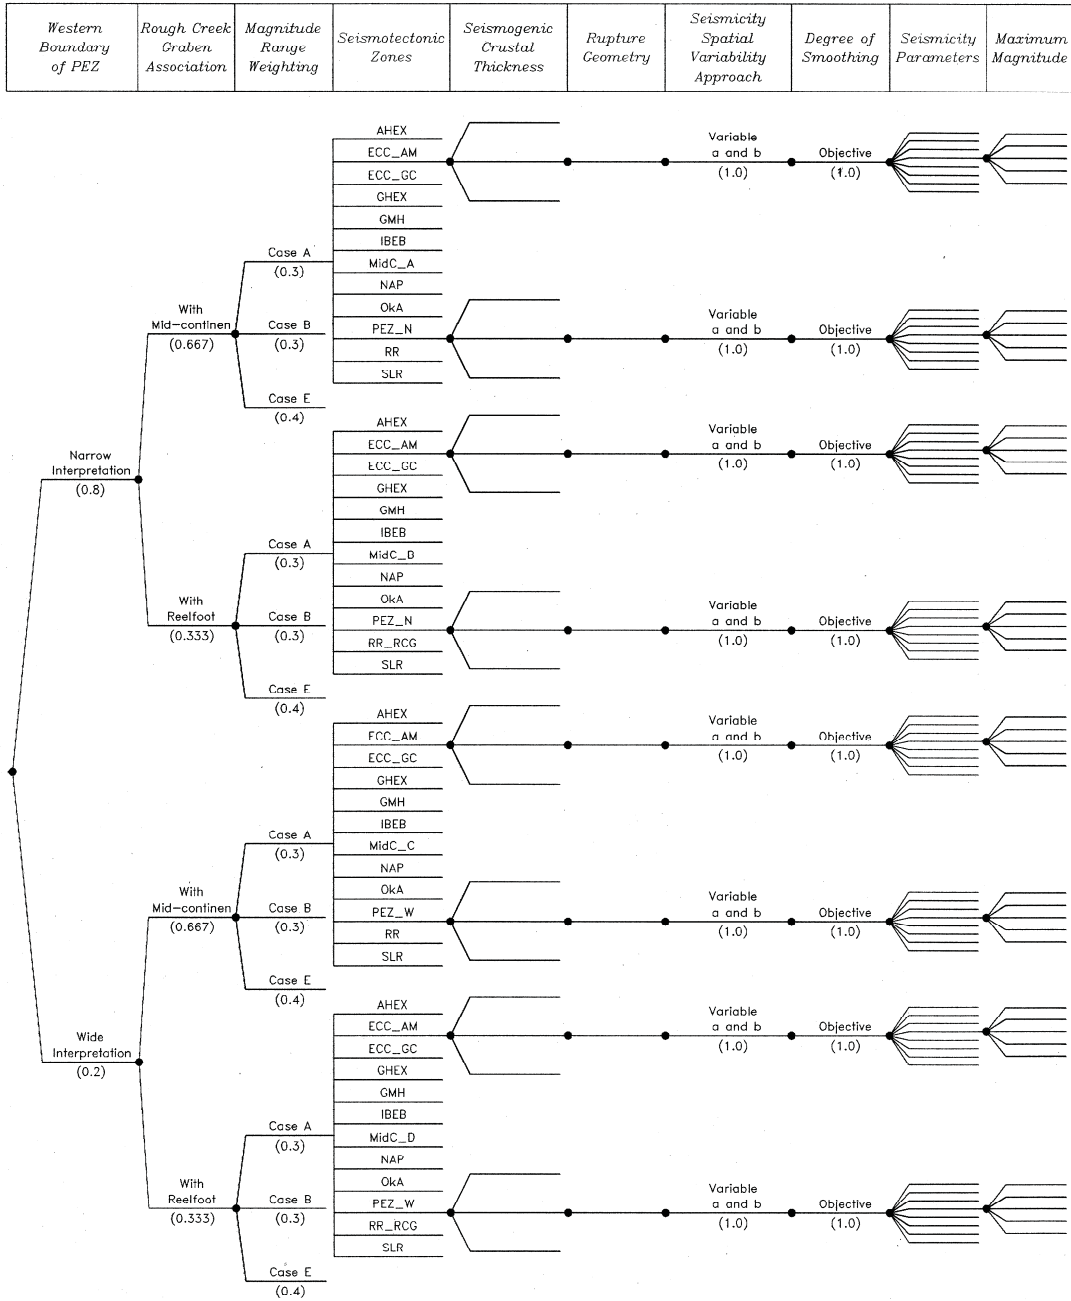 Western
Boundary
of PEZ
Rough Creek
Graben
Association
Magnitude
Range
Weighting
Seismotectonic
Zones
Seismogenic
Crustal
Thickness
Rupture
Geometry
Seismicity
Spatial
Variability
Approach
Degree of
Smoothing
Seismicity
Parameters
Maximum
Magnitude
Narrow
Interpretation
(0.8)
With
Mid-continen
(0.667)
Case A
(0.3)
Case B
(0.3)
Case E
(0.4)
AHEX
ECC_AM
ECC_GC
GHEX
GMH
IBEB
MidC_A
NAP
OkA
PEZ_N
RR
SLR
Variable
a and b
(1.0)
Objective
(1.0)
Variable
a and b
(1.0)
Objective
(1.0)
With
Reelfoot
(0.333)
Case A
(0.3)
Case B
(0.3)
Case E
(0.4)
AHEX
ECC_AM
ECC_GC
GHEX
GMH
IBEB
MidC_B
NAP
OkA
PEZ_N
RR_RCG
SLR
Variable
a and b
(1.0)
Objective
(1.0)
Variable
a and b
(1.0)
Objective
(1.0)
Wide
Interpretation
(0.2)
With
Mid-continen
(0.667)
Case A
(0.3)
Case B
(0.3)
Case E
(0.4)
AHEX
ECC_AM
ECC_GC
GHEX
GMH
IBEB
MidC_C
NAP
OkA
PEZ_W
RR
SLR
Variable
a and b
(1.0)
Objective
(1.0)
Variable
a and b
(1.0)
Objective
(1.0)
With
Reelfoot
(0.333)
Case A
(0.3)
Case B
(0.3)
Case E
(0.4)
AHEX
ECC_AM
ECC_GC
GHEX
GMH
IBEB
MidC_D
NAP
OkA
PEZ_W
RR_RCG
SLR
Variable
a and b
(1.0)
Objective
(1.0)
Variable
a and b
(1.0)
Objective
(1.0)